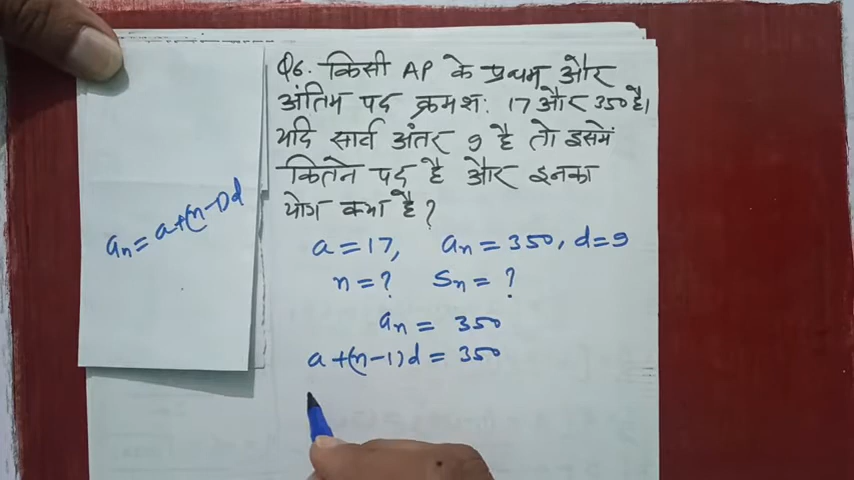 Q6. किसी AP के प्रथम और
अंतिम पद क्रमश: 17 और 350 है।
यदि सार्व अंतर 9 है तो इसमें
कितने पद है और इनका
योग क्या है?
a = 17, an = 350, d = 9
n = ? Sn = ?
an = 350
a + (n-1)d = 350
an = a + (n-1)d